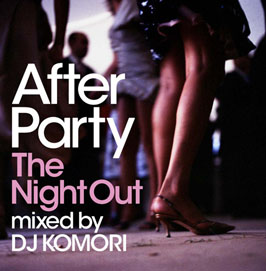 After
Party
The
Night Out
mixed by
DJ KOMORI